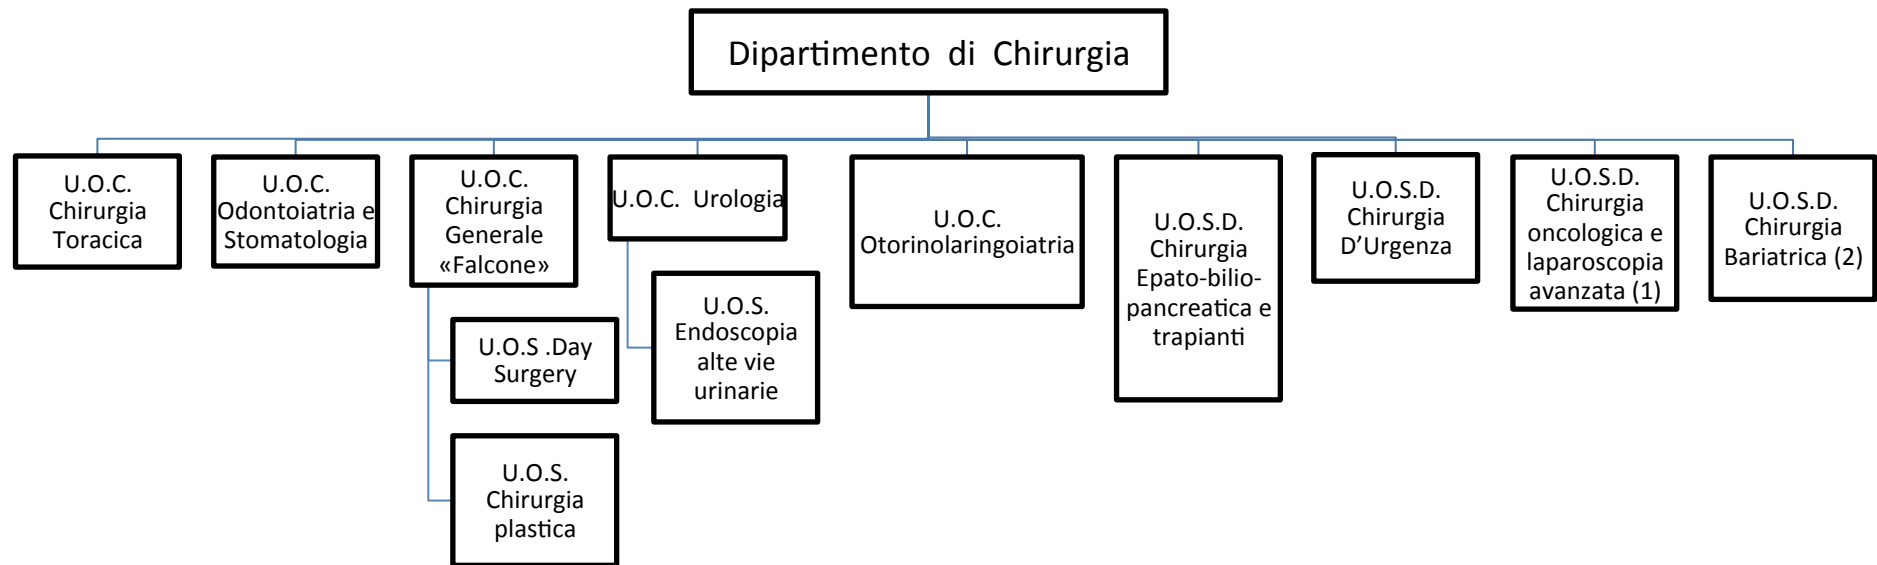 Dipartimento di Chirurgia
U.O.C.
Chirurgia
Toracica
U.O.C.
Odontoiatria e
Stomatologia
U.O.C.
Chirurgia
Generale
«Falcone»
U.O.S .Day
Surgery
U.O.S.
Chirurgia
plastica
U.O.C. Urologia
U.O.S.
Endoscopia
alte vie
urinarie
U.O.C.
Otorinolaringoiatria
U.O.S.D.
Chirurgia
Epato-bilio-
pancreatica e
trapianti
U.O.S.D.
Chirurgia
D’Urgenza
U.O.S.D.
Chirurgia
oncologica e
laparoscopia
avanzata (1)
U.O.S.D.
Chirurgia
Bariatrica (2)